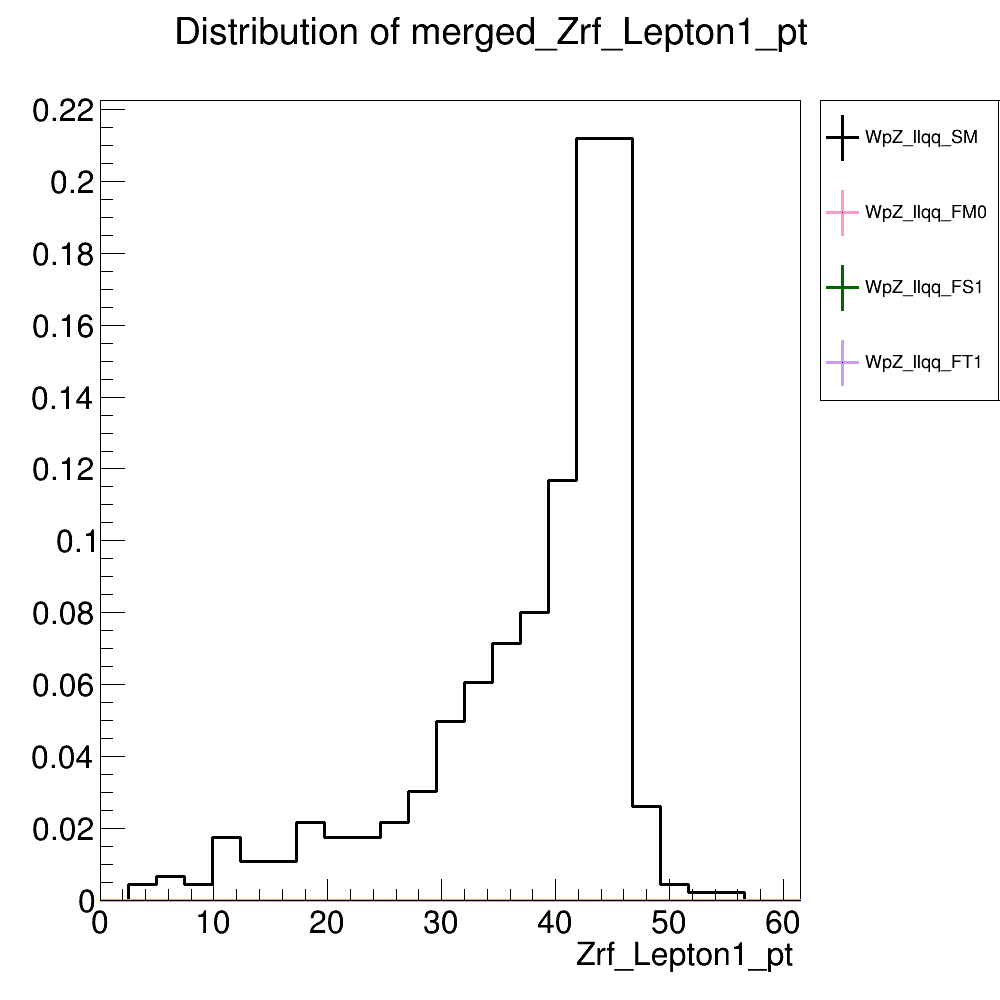 Distribution of merged_Zrf_Lepton1_pt
0.22
0.2
0.18
0.16
0.14
0.12
0.1
0.08
0.06
0.04
0.02
0
0 10 20 30 40 50 60
Zrf_Lepton1_pt
WpZ_llqq_SM
WpZ_llqq_FM0
WpZ_llqq_FS1
WpZ_llqq_FT1